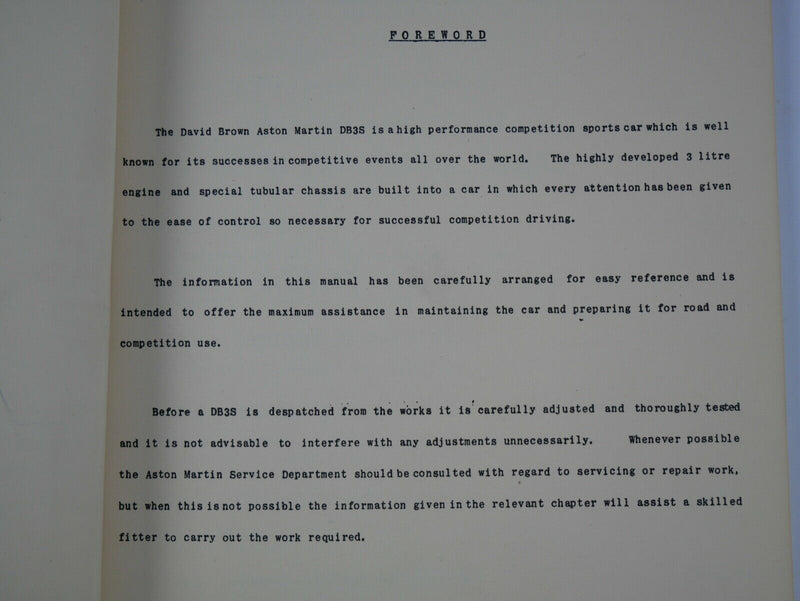 FOREWORD
The David Brown Aston Martin DB3S is a high performance competition sports car which is well
known for its successes in competitive events all over the world. The highly developed 3 litre
engine and special tubular chassis are built into a car in which every attention has been given
to the ease of control so necessary for successful competition driving.
The information in this manual has been carefully arranged for easy reference and is
intended to offer the maximum assistance in maintaining the car and preparing it for road and
competition use.
Before a DB3S is despatched from the works it is carefully adjusted and thoroughly tested
and it is not advisable to interfere with any adjustments unnecessarily. Whenever possible
the Aston Martin Service Department should be consulted with regard to servicing or repair work,
but when this is not possible the information given in the relevant chapter will assist a skilled
fitter to carry out the work required.